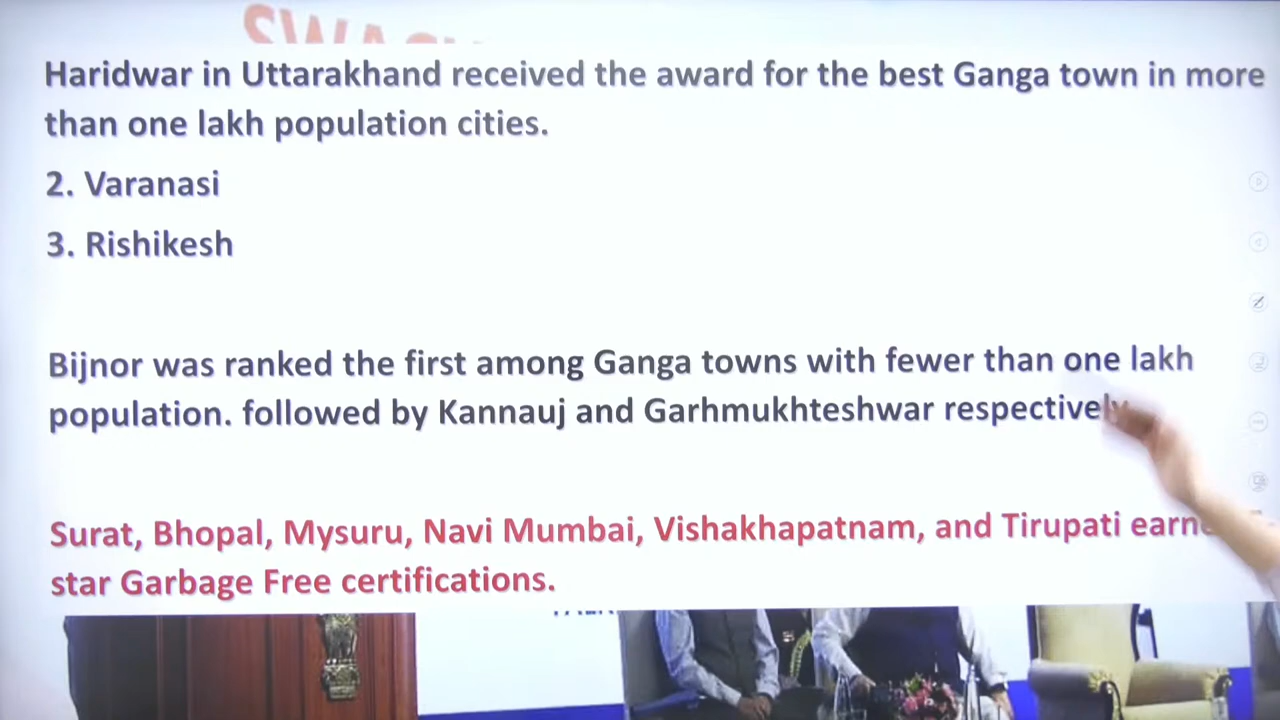 Haridwar in Uttarakhand received the award for the best Ganga town in more
than one lakh population cities.
2. Varanasi
3. Rishikesh
Bijnor was ranked the first among Ganga towns with fewer than one lakh
population. followed by Kannauj and Garhmukhteshwar respectively
Surat, Bhopal, Mysuru, Navi Mumbai, Vishakhapatnam, and Tirupati
star Garbage Free certifications.